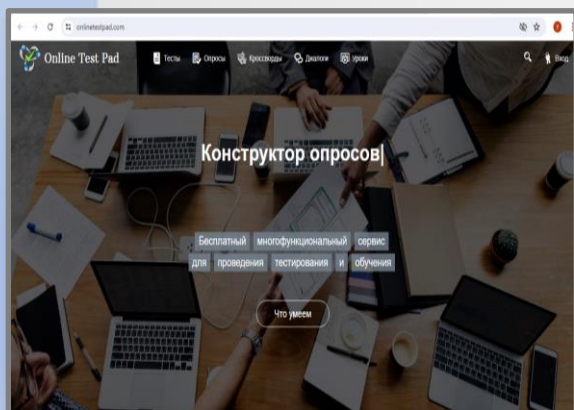 onlinetestpad.com
Online Test Pad
Тесты
Опросы
Кроссворды
Диалоги
Уроки
Вход
Конструктор опросов
Бесплатный многофункциональный сервис
для проведения тестирования и обучения
Что умеем